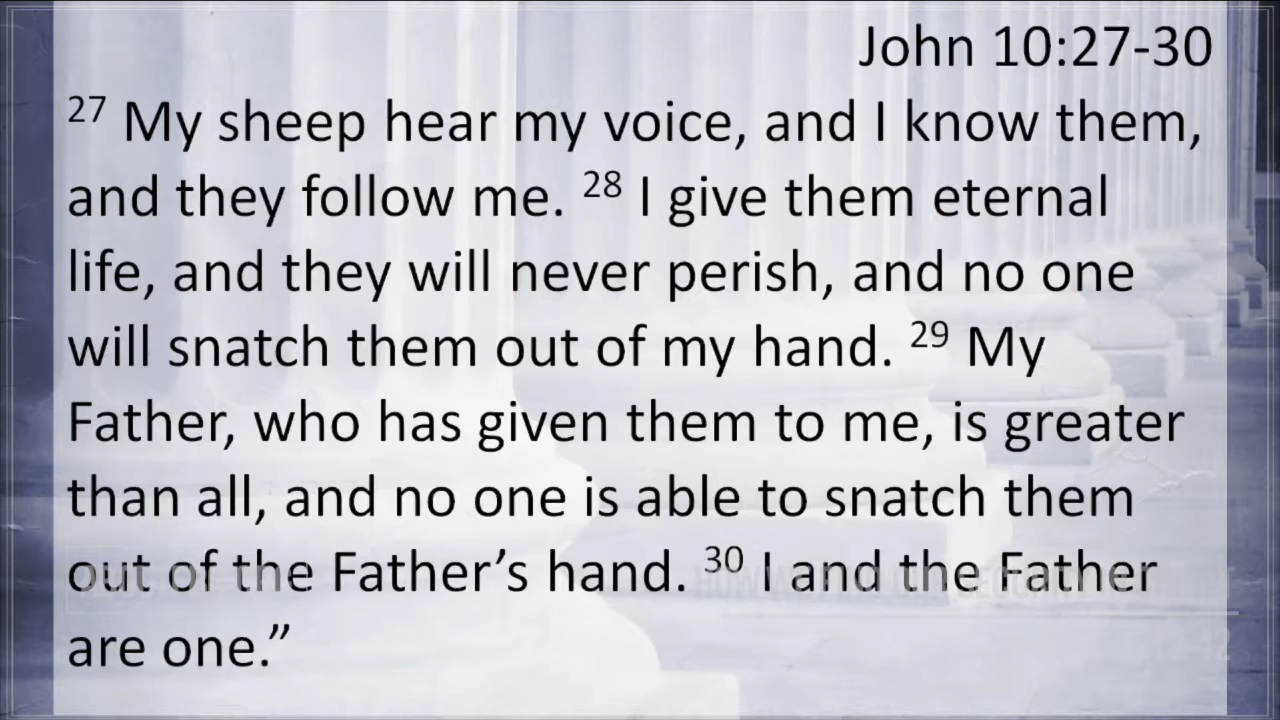 John 10:27-30
27 My sheep hear my voice, and I know them,
and they follow me. 28 I give them eternal
life, and they will never perish, and no one
will snatch them out of my hand. 29 My
Father, who has given them to me, is greater
than all, and no one is able to snatch them
out of the Father’s hand. 30 I and the Father
are one.”